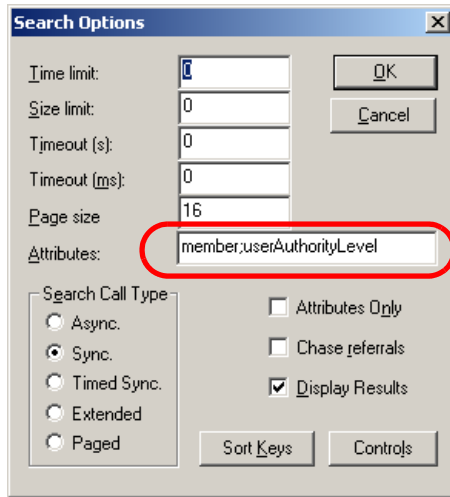 Search Options
Time limit: 0
OK
Size limit: 0
Cancel
Timeout (s): 0
Timeout (ms): 0
Page size 16
Attributes: member;userAuthorityLevel
Search Call Type
Async.
Sync.
Timed Sync.
Extended
Paged
Attributes Only
Chase referrals
Display Results
Sort Keys
Controls